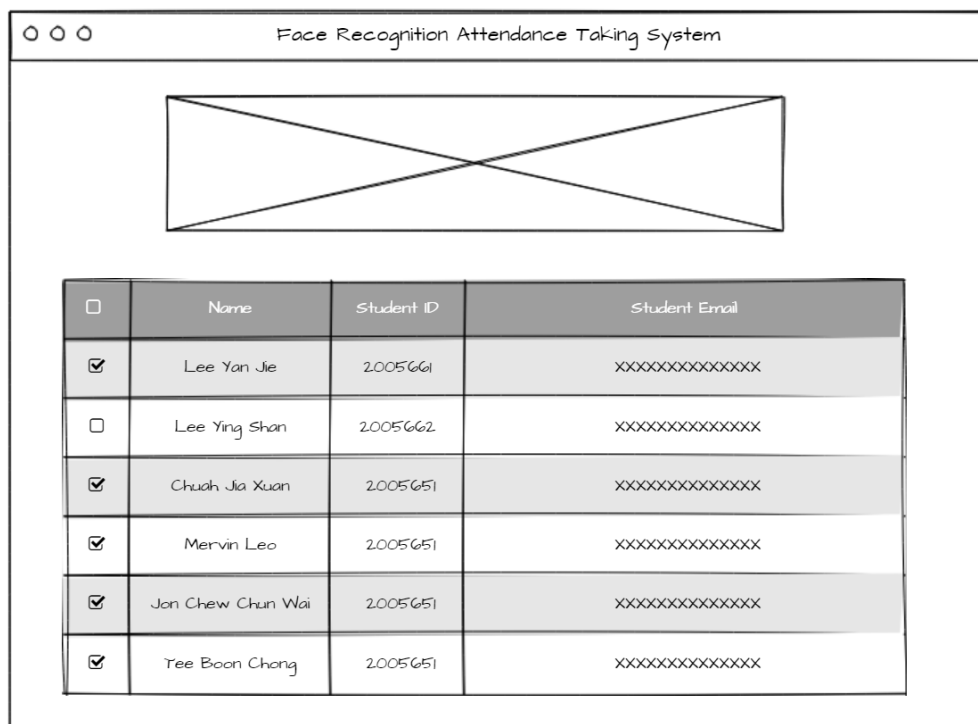 Face Recognition Attendance Taking System
Name Student ID Student Email
Lee Yan Jie 2005661 XXXXXXXXXXXXXX
Lee Ying Shan 2005662 XXXXXXXXXXXXXX
Chuah Jia Xuan 2005651 XXXXXXXXXXXXXX
Mervin Leo 2005651 XXXXXXXXXXXXXX
Jon Chew Chun Wai 2005651 XXXXXXXXXXXXXX
Tee Boon Chong 2005651 XXXXXXXXXXXXXX